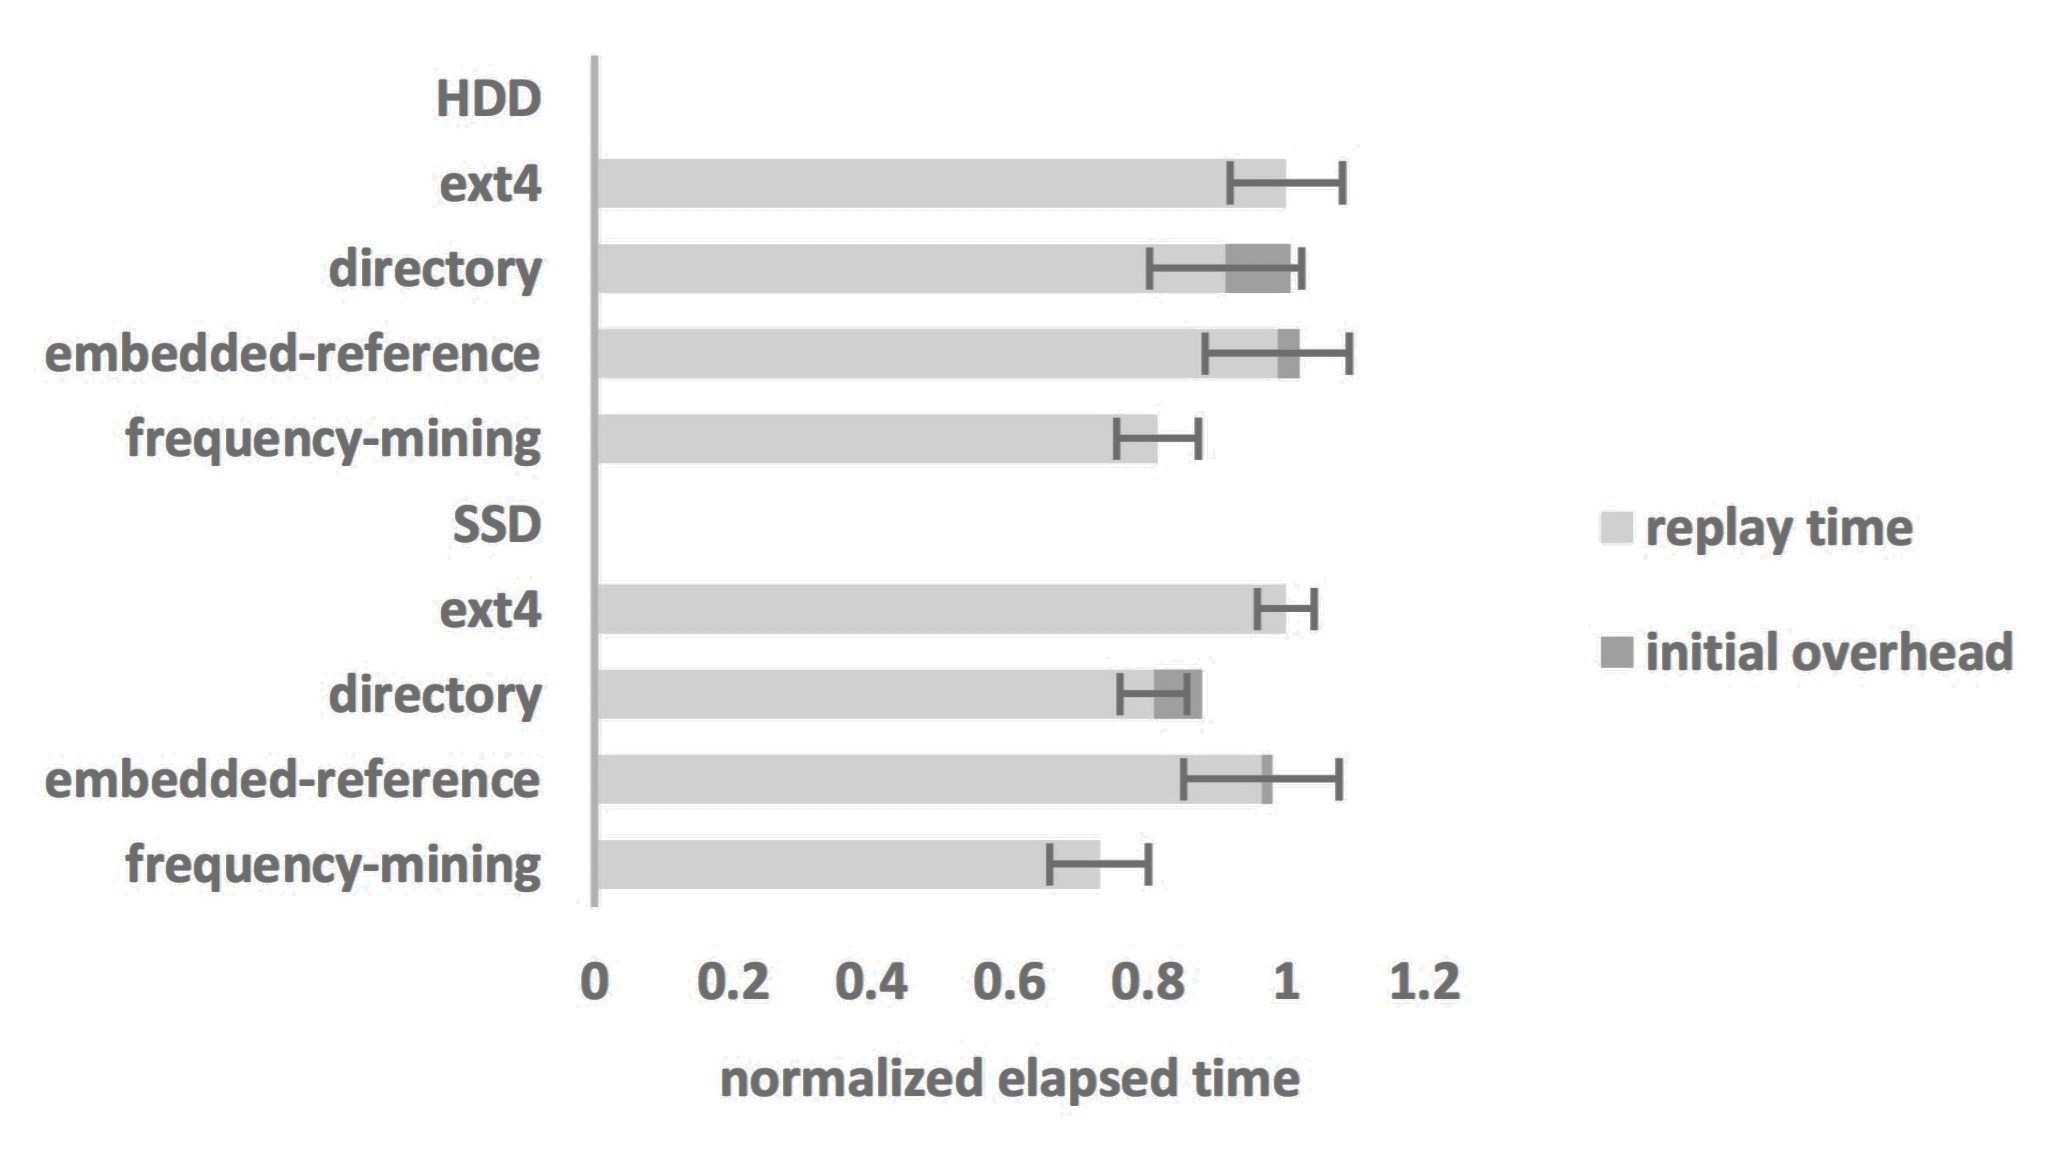 HDD
ext4
directory
embedded-reference
frequency-mining
SSD
ext4
directory
embedded-reference
frequency-mining
replay time
initial overhead
0 0.2 0.4 0.6 0.8 1 1.2
normalized elapsed time